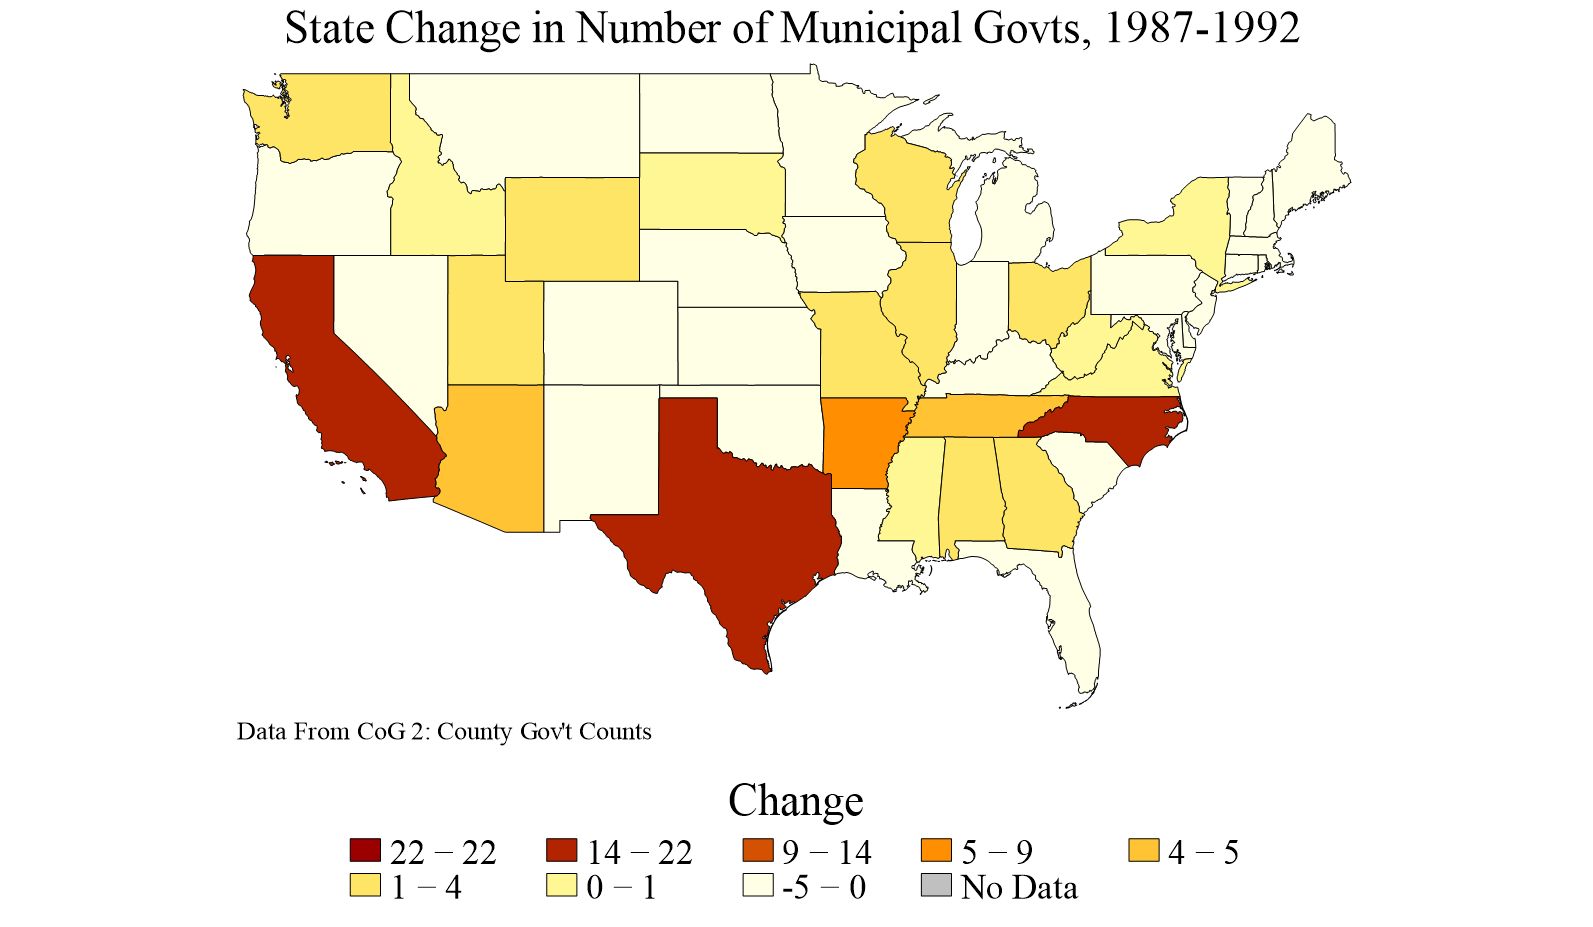 State Change in Number of Municipal Govts, 1987-1992
Data From CoG 2: County Gov't Counts
Change
22 − 22 14 − 22 9 − 14 5 − 9 4 − 5
1 − 4 0 − 1 -5 − 0 No Data